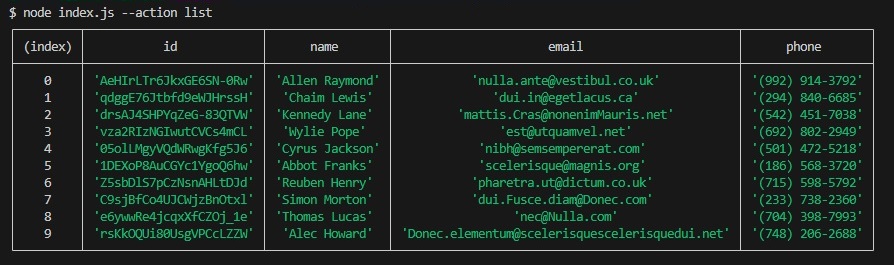 $ node index.js --action list
(index) id name email phone
0 'AeHIrLTr6JkxGE6SN-0Rw' 'Allen Raymond' 'nulla.ante@vestibul.co.uk' '(992) 914-3792'
1 'qdggE76Jtbfd9eWJHrssH' 'Chaim Lewis' 'dui.in@egetlacus.ca' '(294) 840-6685'
2 'drsAJ4SHPYqZeG-83QTVW' 'Kennedy Lane' 'mattis.Cras@nonenimMauris.net' '(542) 451-7038'
3 'vza2RIzNGIwutCVCs4mCL' 'Wylie Pope' 'est@utquamvel.net' '(692) 802-2949'
4 '05olLMgyVQdWRwgKfg5J6' 'Cyrus Jackson' 'nibh@semsempererat.com' '(501) 472-5218'
5 '1DEXoP8AuCGYc1YgoQ6hw' 'Abbot Franks' 'scelerisque@magnis.org' '(186) 568-3720'
6 'Z5sbDlS7pCzNsnAHLtDJd' 'Reuben Henry' 'pharetra.ut@dictum.co.uk' '(715) 598-5792'
7 'C9sjBfCo4UJCWjzBnOtxl' 'Simon Morton' 'dui.Fusce.diam@Donec.com' '(233) 738-2360'
8 'e6ywwRe4jcqxXfCZOj_1e' 'Thomas Lucas' 'nec@Nulla.com' '(704) 398-7993'
9 'rsKkOQUi80UsgVPCcLZZW' 'Alec Howard' 'Donec.elementum@scelerisquescelerisquedui.net' '(748) 206-2688'